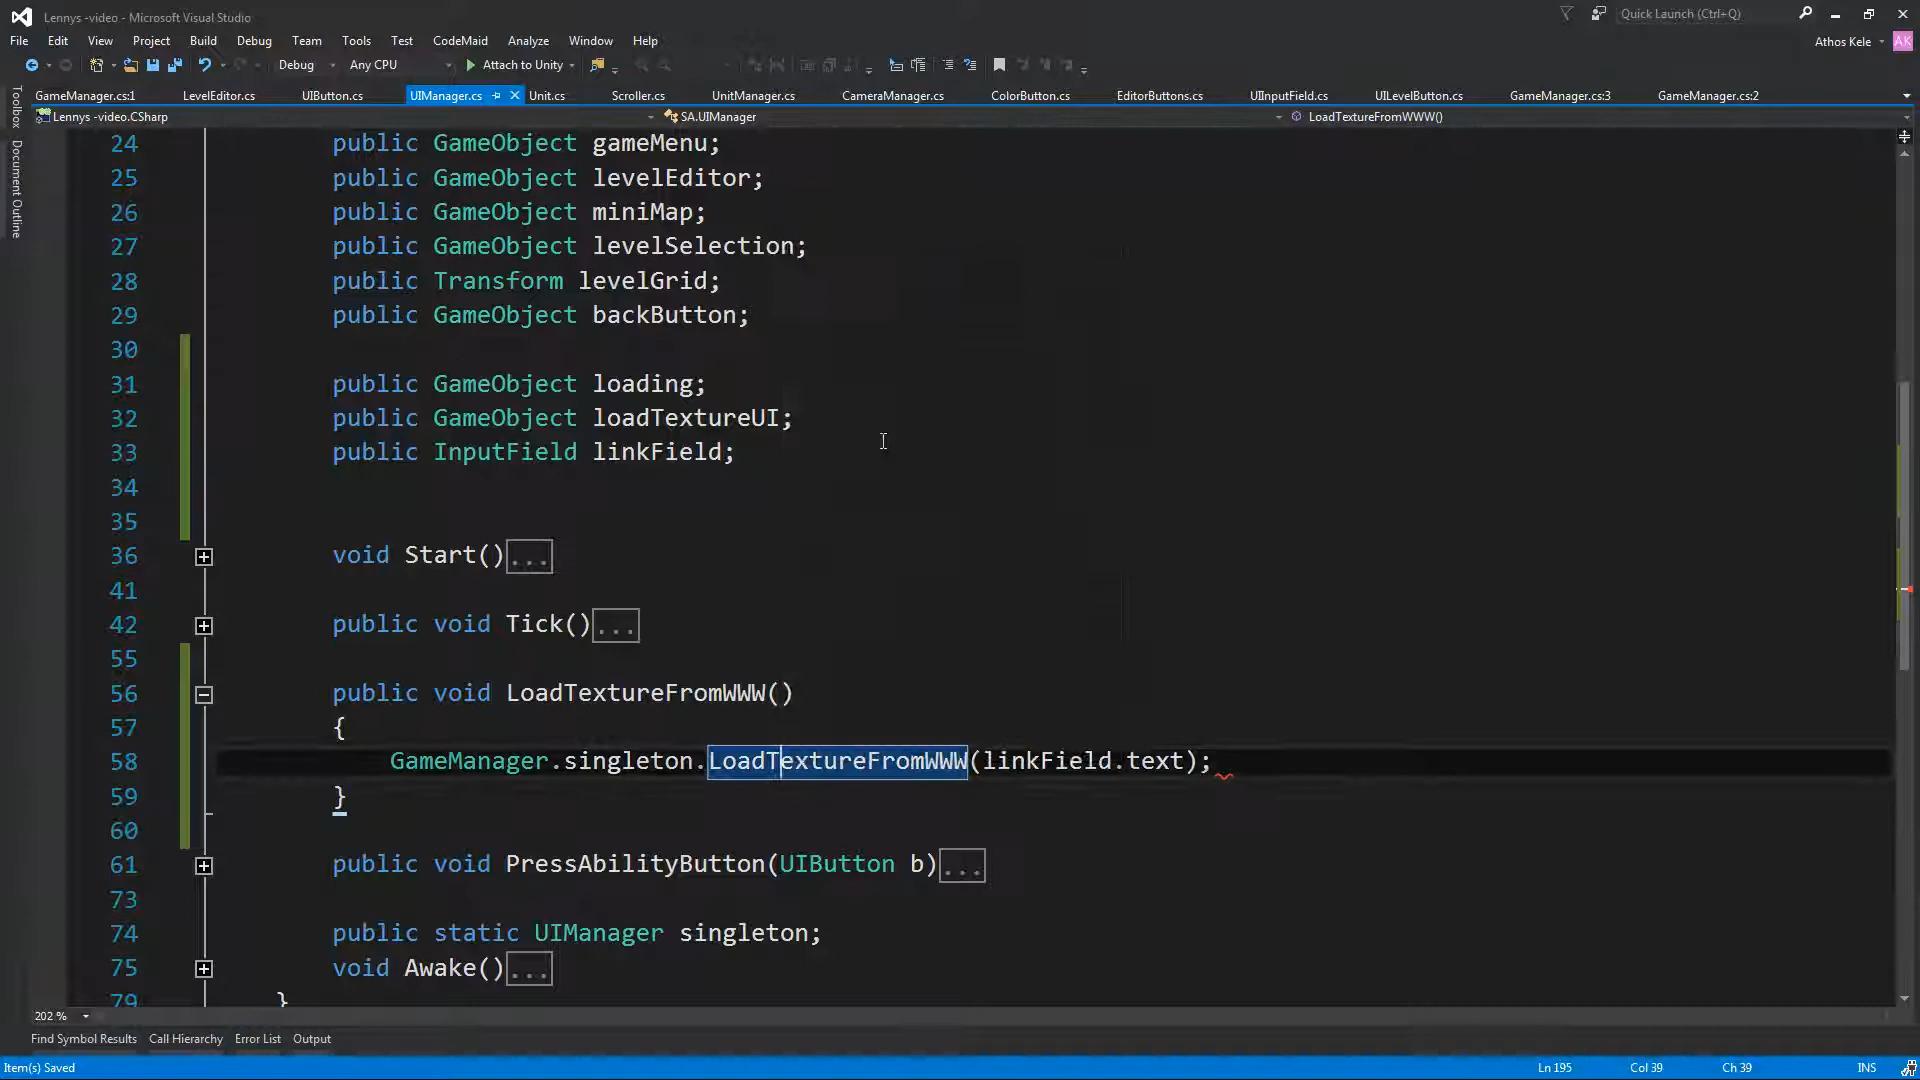 Lennys -video - Microsoft Visual Studio
Quick Launch (Ctrl+Q)
File Edit View Project Build Debug Team Tools Test CodeMaid Analyze Window Help
Athos Kele
AK
Debug Any CPU Attach to Unity
GameManager.cs:1 LevelEditor.cs UIButton.cs UIManager.cs Unit.cs Scroller.cs UnitManager.cs CameraManager.cs ColorButton.cs EditorButtons.cs UIInputField.cs UILevelButton.cs GameManager.cs:3 GameManager.cs:2
Lennys -video.CSharp SA.UIManager LoadTextureFromWWW()
Toolbox
Document Outline
24 public GameObject gameMenu;
25 public GameObject levelEditor;
26 public GameObject miniMap;
27 public GameObject levelSelection;
28 public Transform levelGrid;
29 public GameObject backButton;
30
31 public GameObject loading;
32 public GameObject loadTextureUI;
33 public InputField linkField;
34
35
36 void Start()...
41
42 public void Tick()...
55
56 public void LoadTextureFromWWW()
57 {
58 GameManager.singleton.LoadTextureFromWWW(linkField.text);
59 }
60
61 public void PressAbilityButton(UIButton b)...
73
74 public static UIManager singleton;
75 void Awake()...
79 }
202 %
Find Symbol Results Call Hierarchy Error List Output
Item(s) Saved Ln 195 Col 39 Ch 39 INS